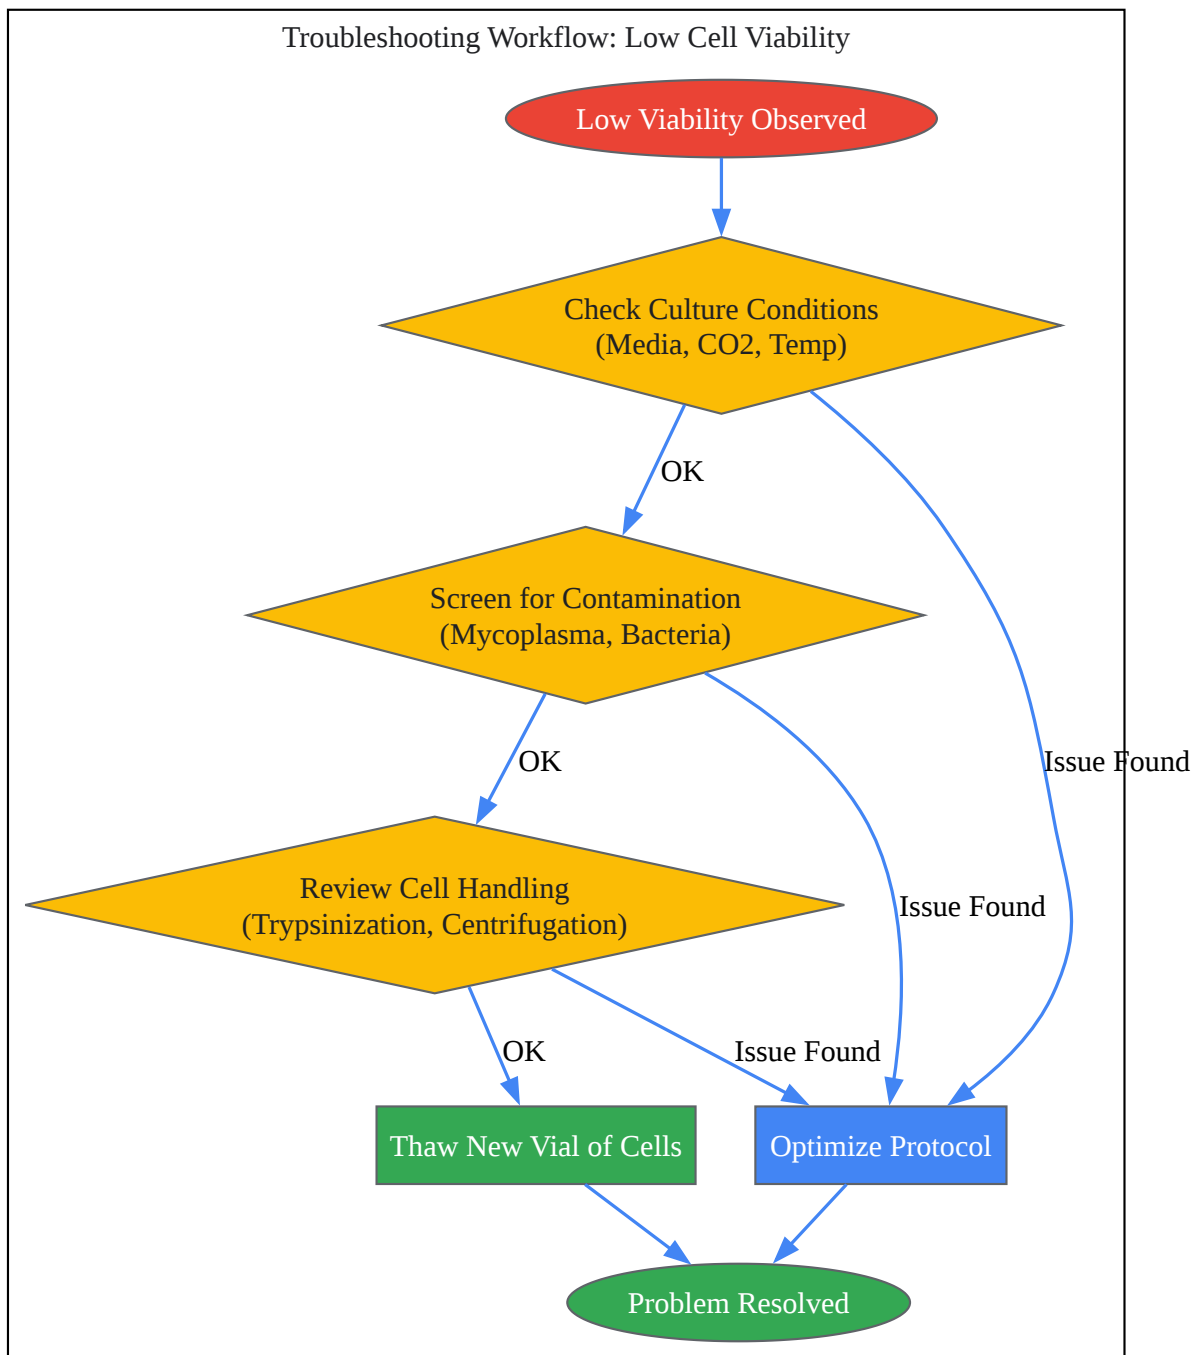 Troubleshooting Workflow: Low Cell Viability
Low Viability Observed
Check Culture Conditions
(Media, CO2, Temp)
OK
Screen for Contamination
(Mycoplasma, Bacteria)
OK
Issue Found
Review Cell Handling
(Trypsinization, Centrifugation)
Issue Found
OK
Issue Found
Thaw New Vial of Cells
Optimize Protocol
Problem Resolved